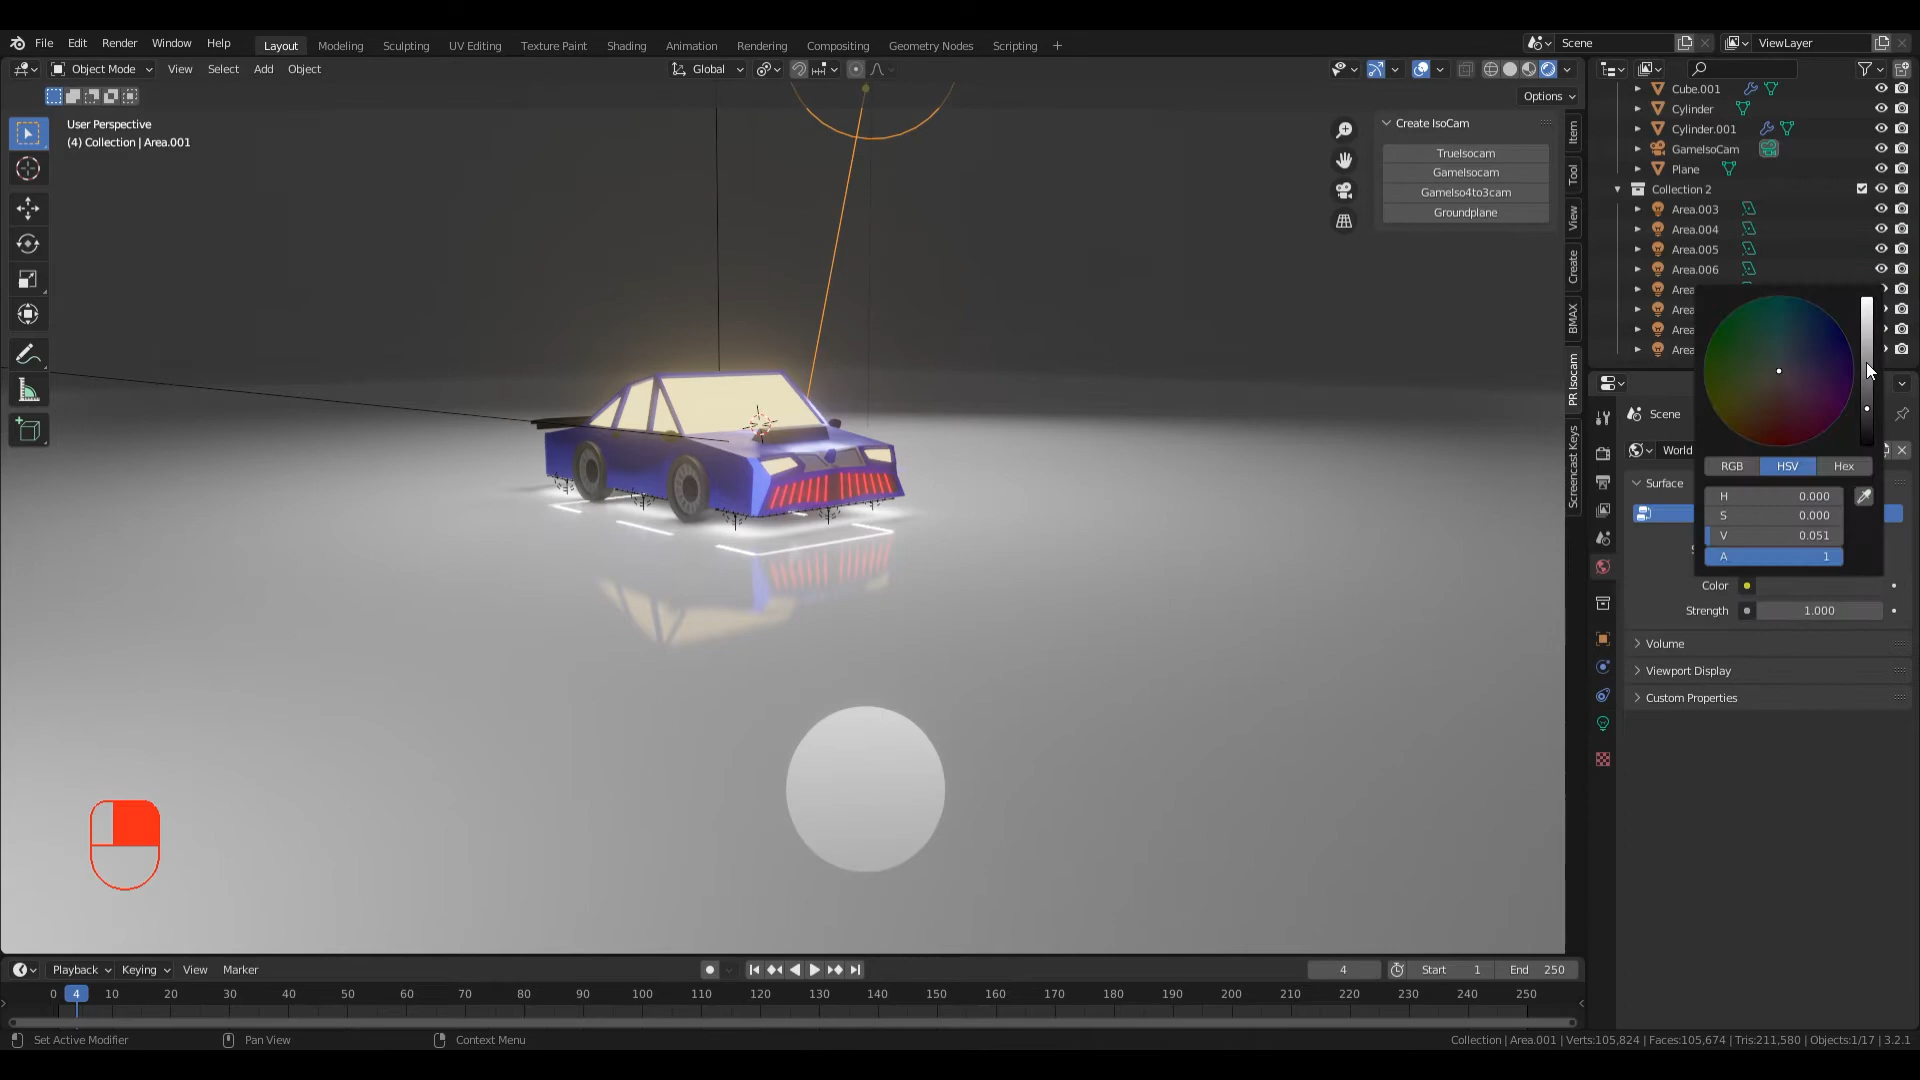 File Edit Render Window Help Layout Modeling Sculpting UV Editing Texture Paint Shading Animation Rendering Compositing Geometry Nodes Scripting + Scene ViewLayer
Object Mode View Select Add Object Global
Options
User Perspective
(4) Collection | Area.001
Create IsoCam
TrueIsocam
GameIsocam
GameIso4to3cam
Groundplane
Item
Tool
View
Create
BMAX
PR Isocam
Screencast Keys
Cube.001
Cylinder
Cylinder.001
GameIsoCam
Plane
Collection 2
Area.003
Area.004
Area.005
Area.006
Area
Area
Area
Area
Scene
World
RGB HSV Hex
Surface
H 0.000
S 0.000
V 0.051
A 1
Color
Strength 1.000
Volume
Viewport Display
Custom Properties
Playback Keying View Marker 4 Start 1 End 250
0 4 10 20 30 40 50 60 70 80 90 100 110 120 130 140 150 160 170 180 190 200 210 220 230 240 250
Set Active Modifier Pan View Context Menu Collection | Area.001 | Verts:105,824 | Faces:105,674 | Tris:211,580 | Objects:1/17 | 3.2.1